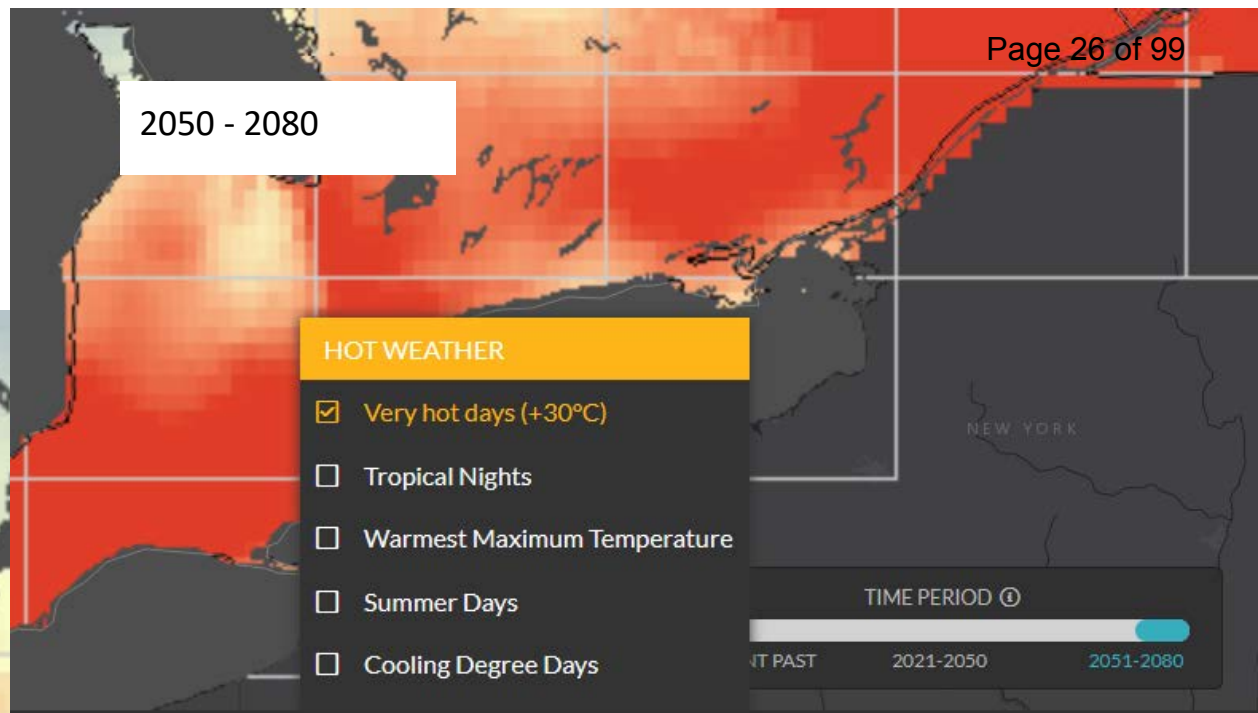 Page 26 of 99
2050 - 2080
HOT WEATHER
Very hot days (+30°C)
Tropical Nights
Warmest Maximum Temperature
Summer Days
Cooling Degree Days
NEW YORK
TIME PERIOD
NT PAST 2021-2050 2051-2080